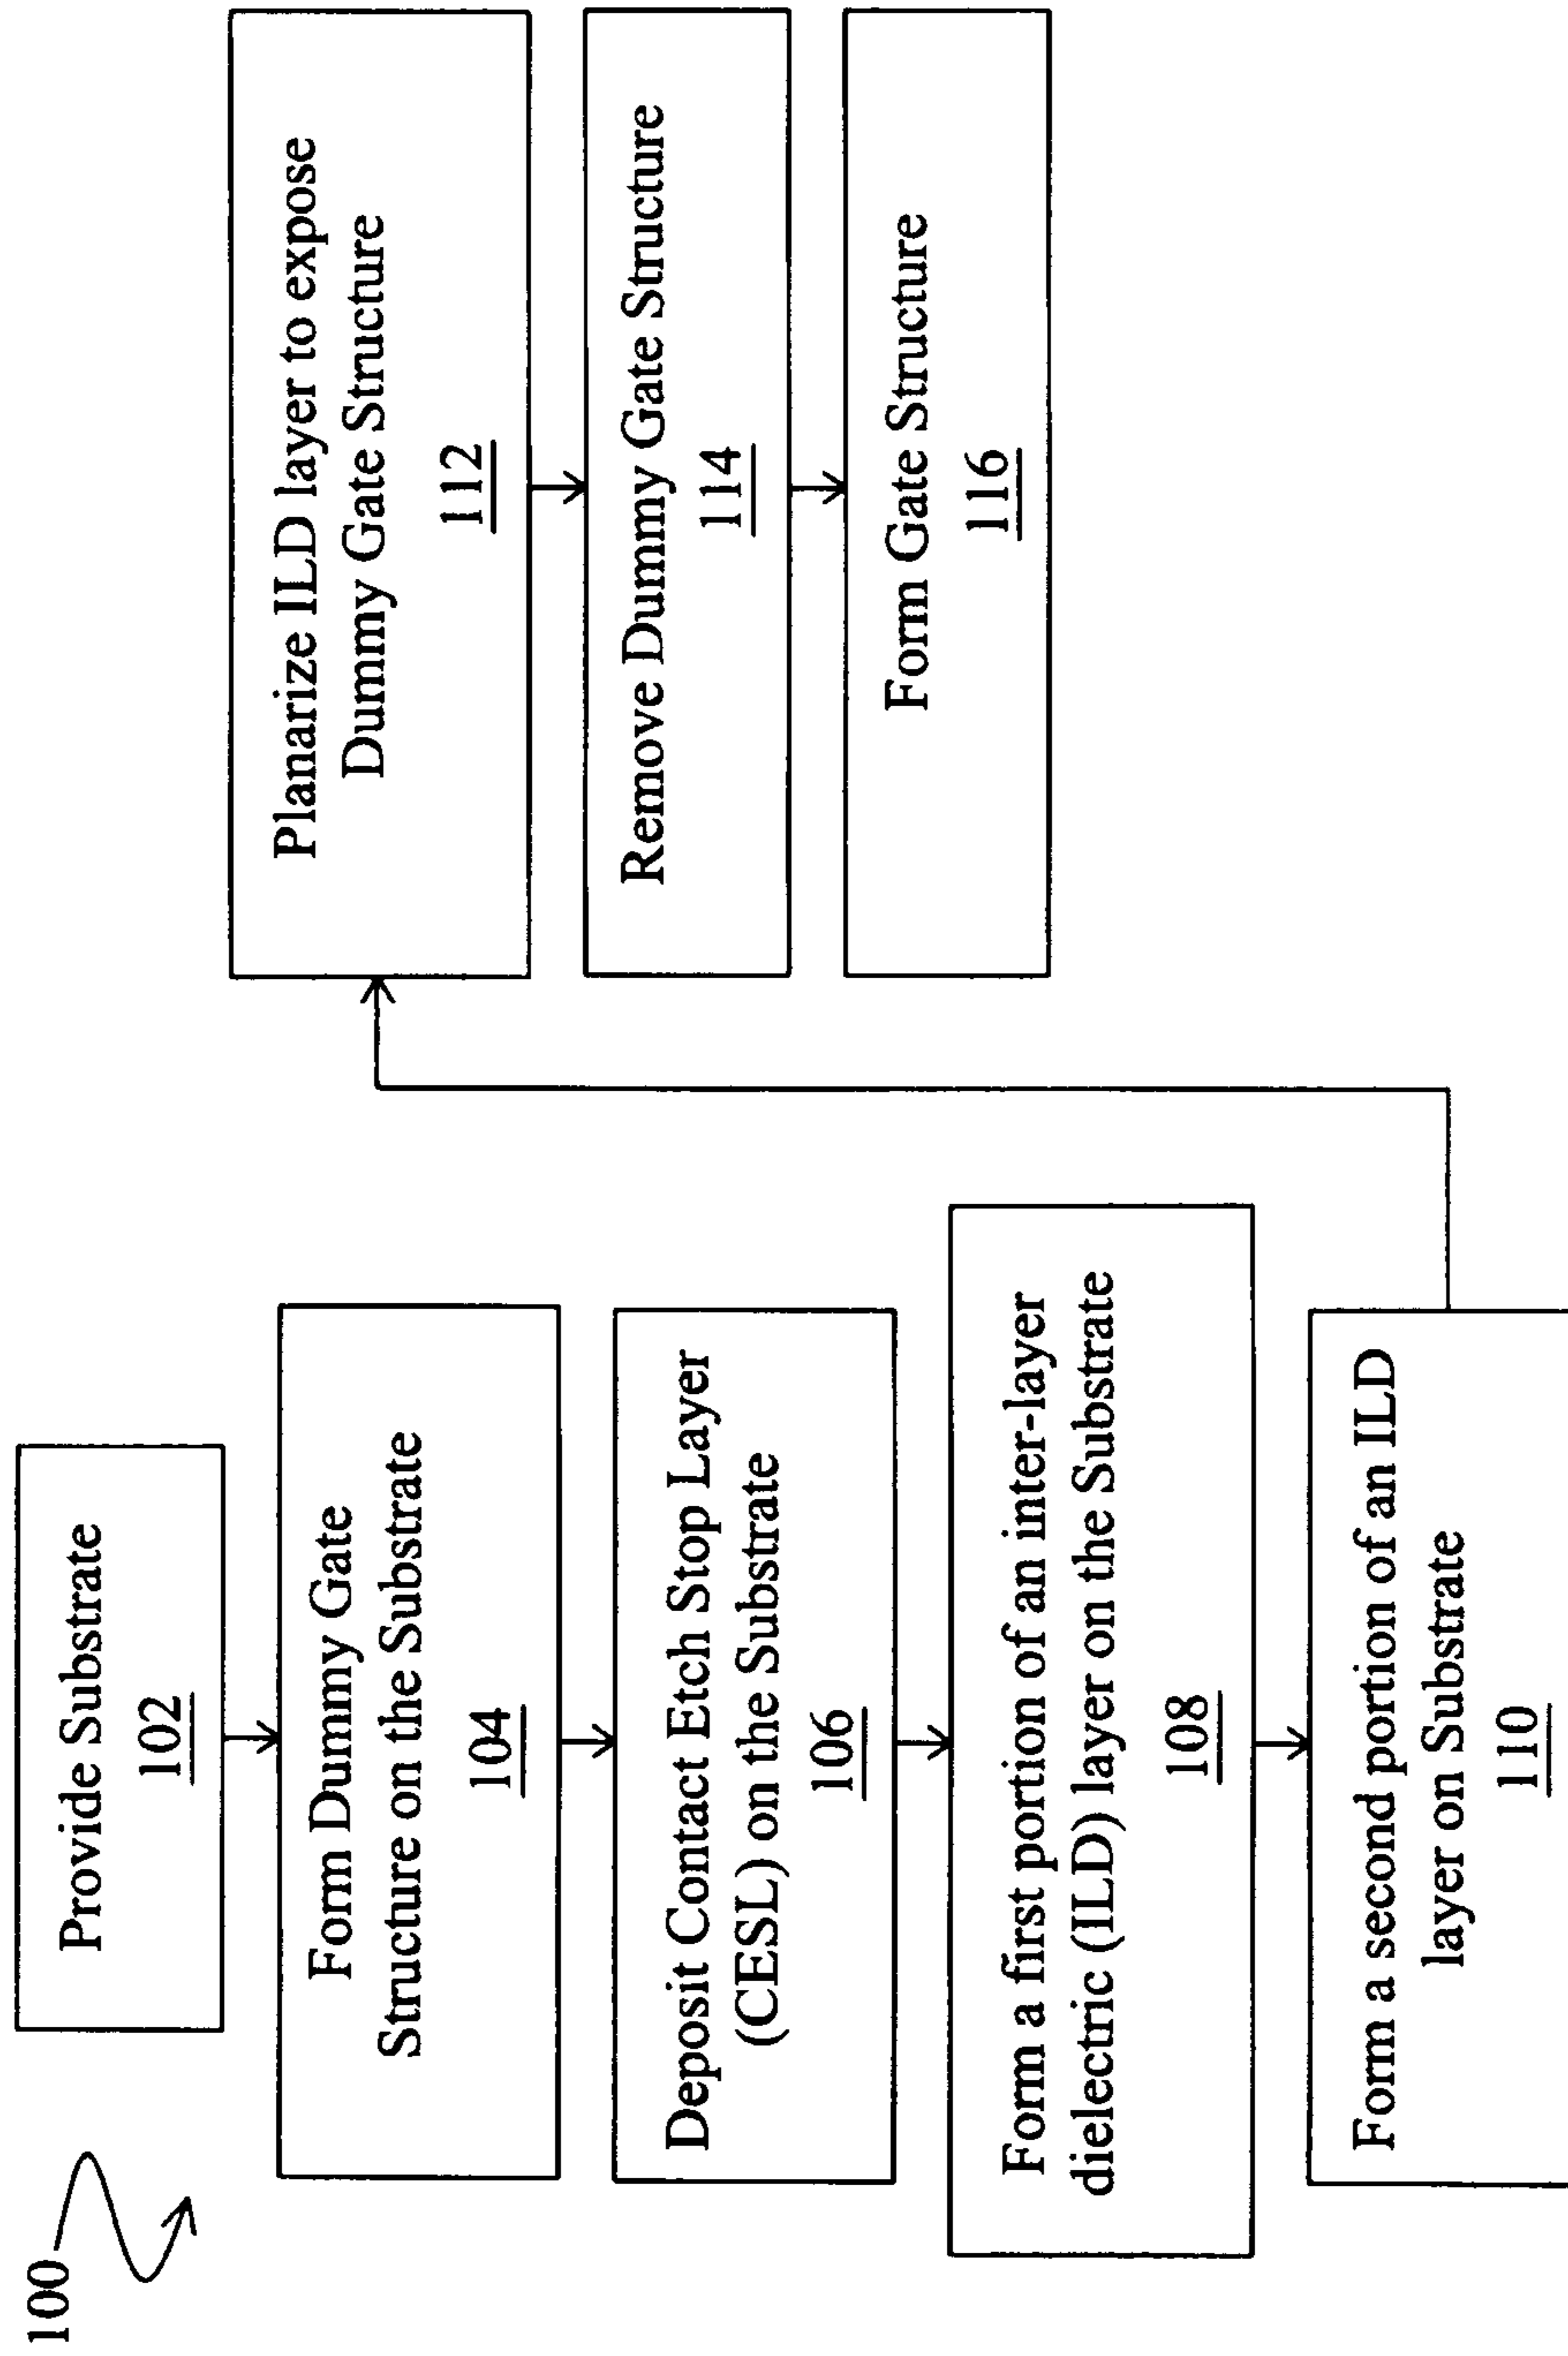 100
Provide Substrate
102
Form Dummy Gate
Structure on the Substrate
104
Deposit Contact Etch Stop Layer
(CESL) on the Substrate
106
Form a first portion of an inter-layer
dielectric (ILD) layer on the Substrate
108
Form a second portion of an ILD
layer on Substrate
110
Planarize ILD layer to expose
Dummy Gate Structure
112
Remove Dummy Gate Structure
114
Form Gate Structure
116